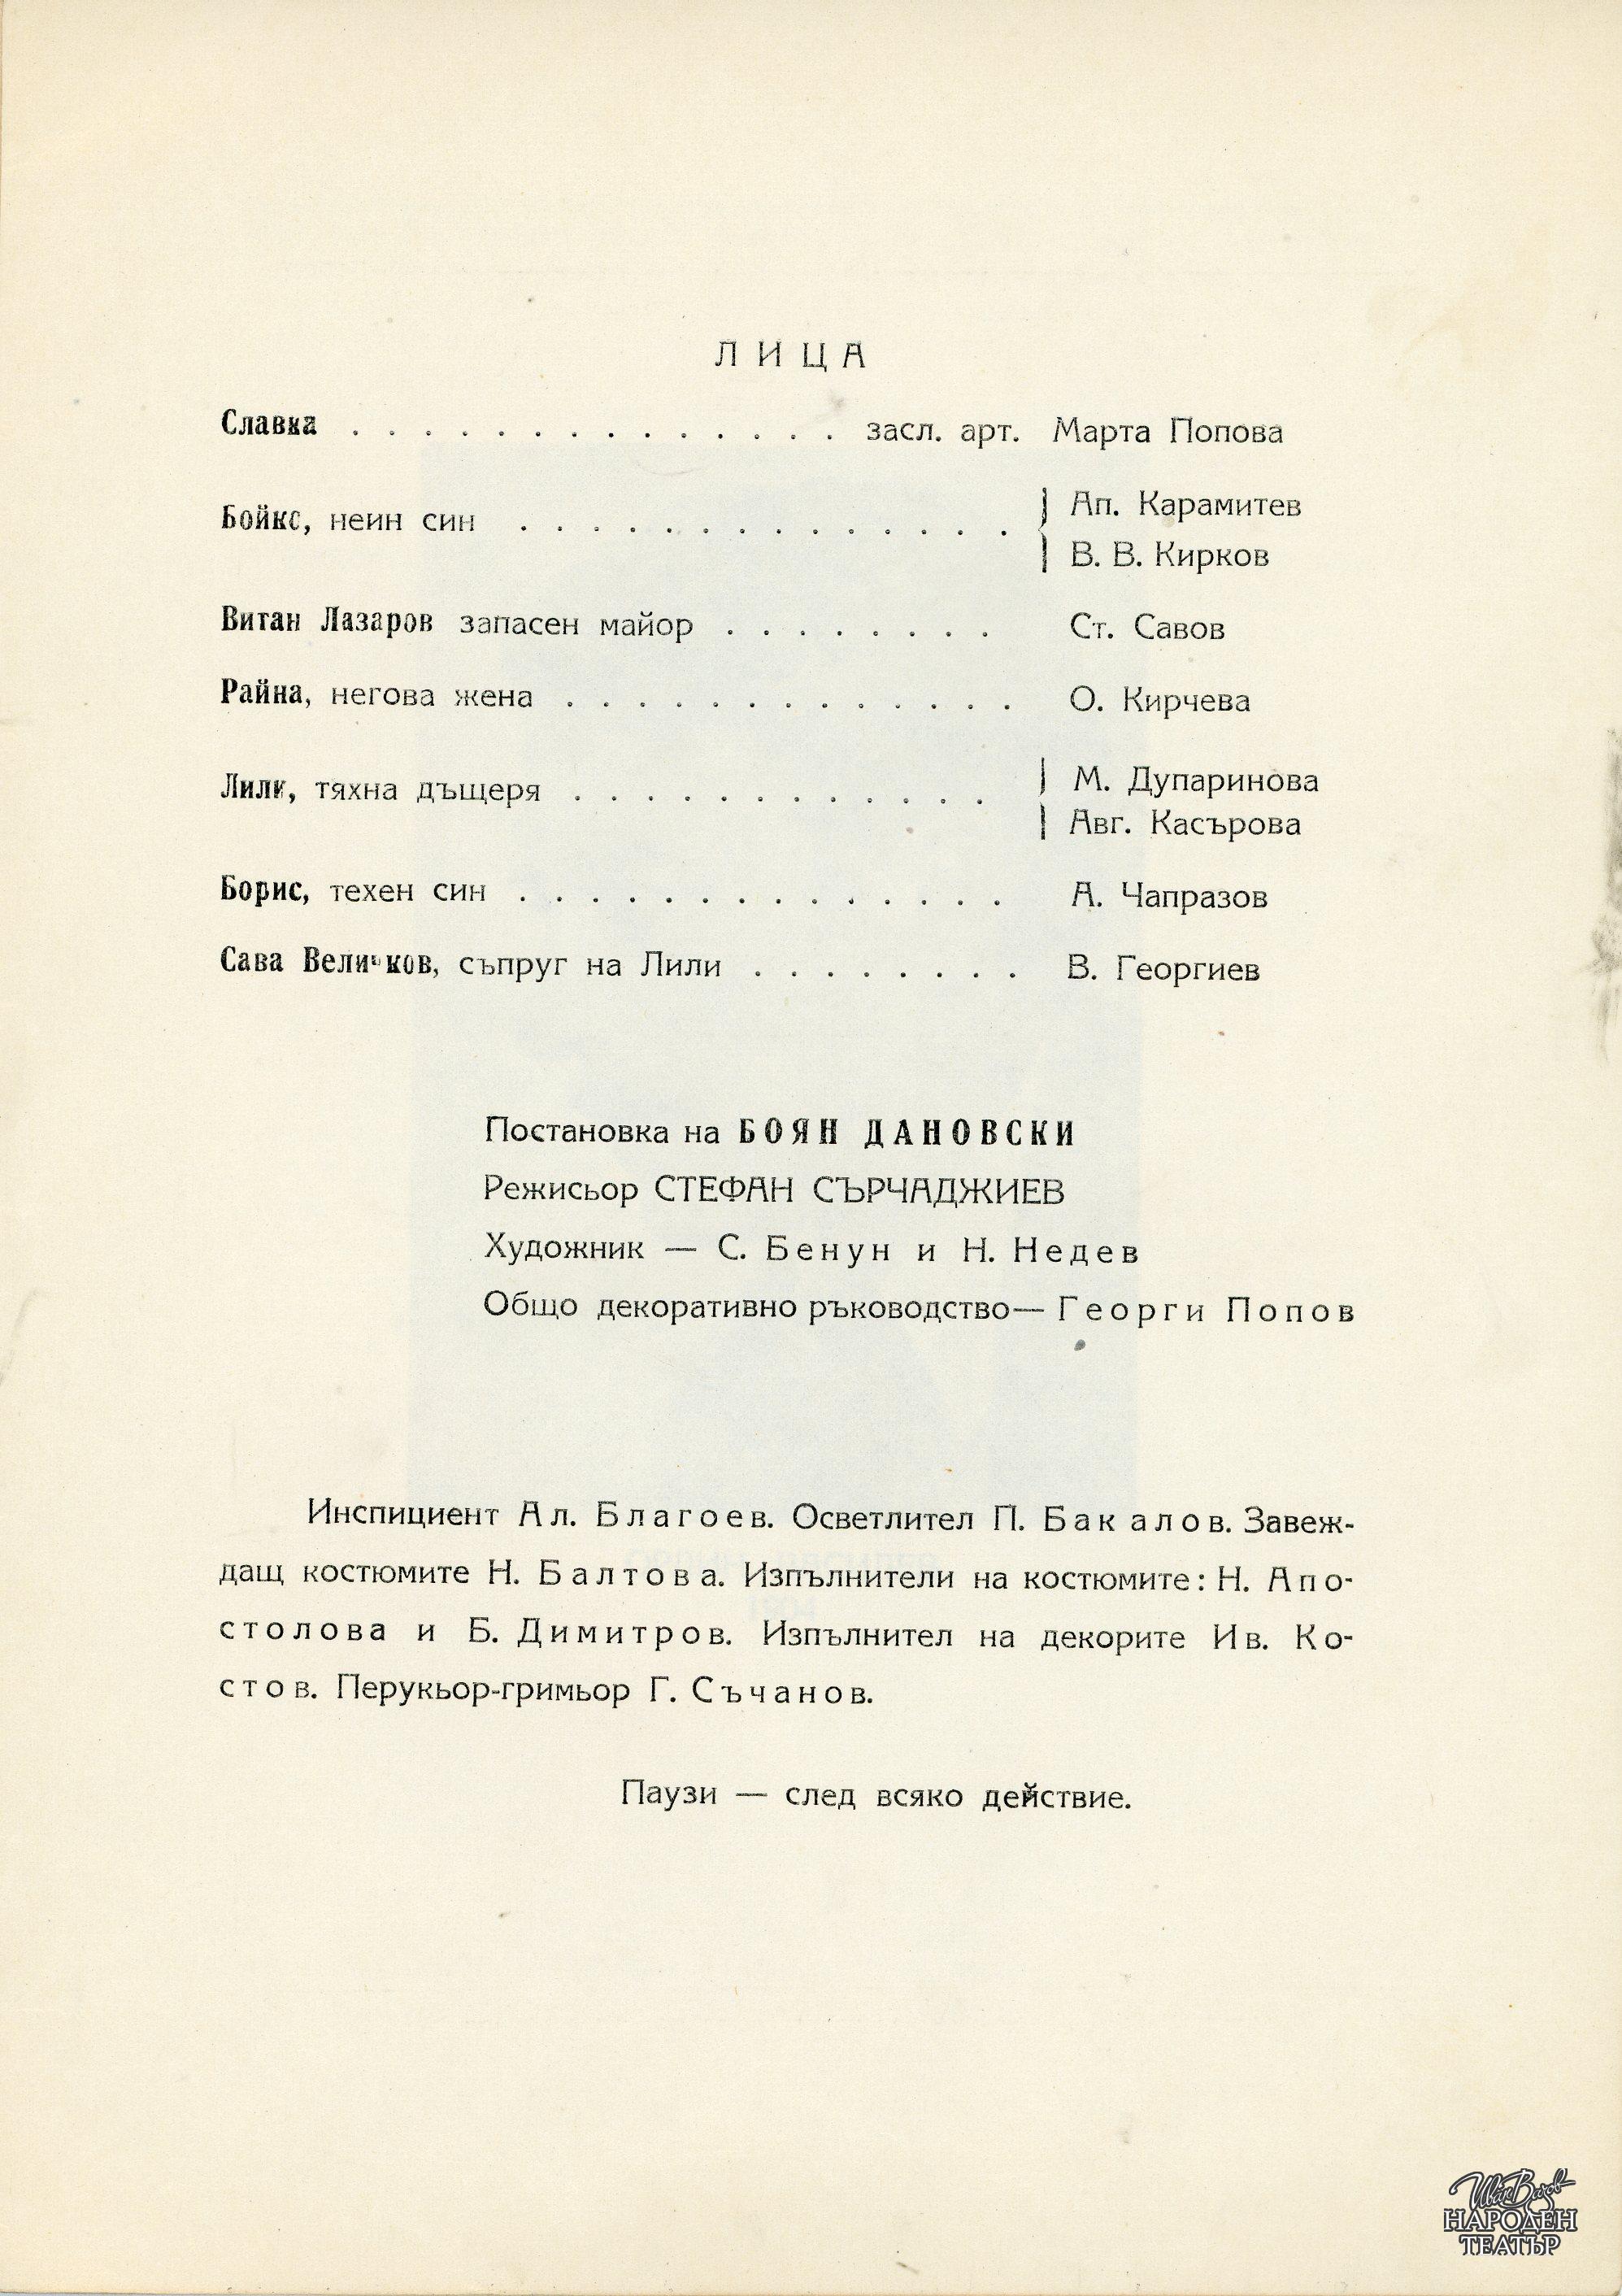 ЛИЦА
Славка . . . . . . . . . . . . . . засл. арт. Марта Попова
Бойко, неин син . . . . . . . . . . . . . . { Ап. Карамитев
В. В. Кирков
Витан Лазаров запасен майор . . . . . . . . Ст. Савов
Райна, негова жена . . . . . . . . . . . . . О. Кирчева
Лили, тяхна дъщеря . . . . . . . . . . . . { М. Дупаринова
Авг. Касърова
Борис, техен син . . . . . . . . . . . . . . А. Чапразов
Сава Величков, съпруг на Лили . . . . . . . . В. Георгиев
Постановка на БОЯН ДАНОВСКИ
Режисьор СТЕФАН СЪРЧАДЖИЕВ
Художник — С. Бенун и Н. Недев
Общо декоративно ръководство— Георги Попов
Инспициент Ал. Благоев. Осветлител П. Бакалов. Завеж-
дащ костюмите Н. Балтова. Изпълнители на костюмите: Н. Апо-
столова и Б. Димитров. Изпълнител на декорите Ив. Ко-
стов. Перукьор-гримьор Г. Съчанов.
Паузи — след всяко действие.
Иван Вазов
НАРОДЕН
ТЕАТЪР